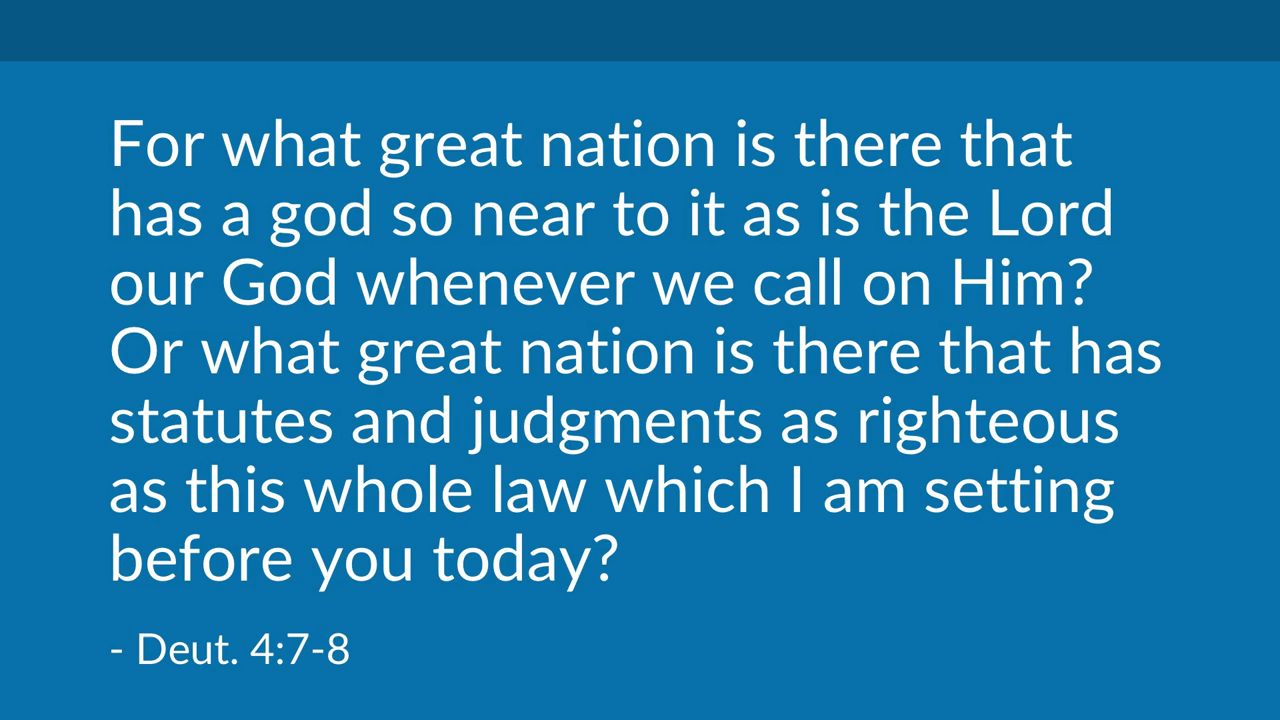 For what great nation is there that
has a god so near to it as is the Lord
our God whenever we call on Him?
Or what great nation is there that has
statutes and judgments as righteous
as this whole law which I am setting
before you today?
- Deut. 4:7-8